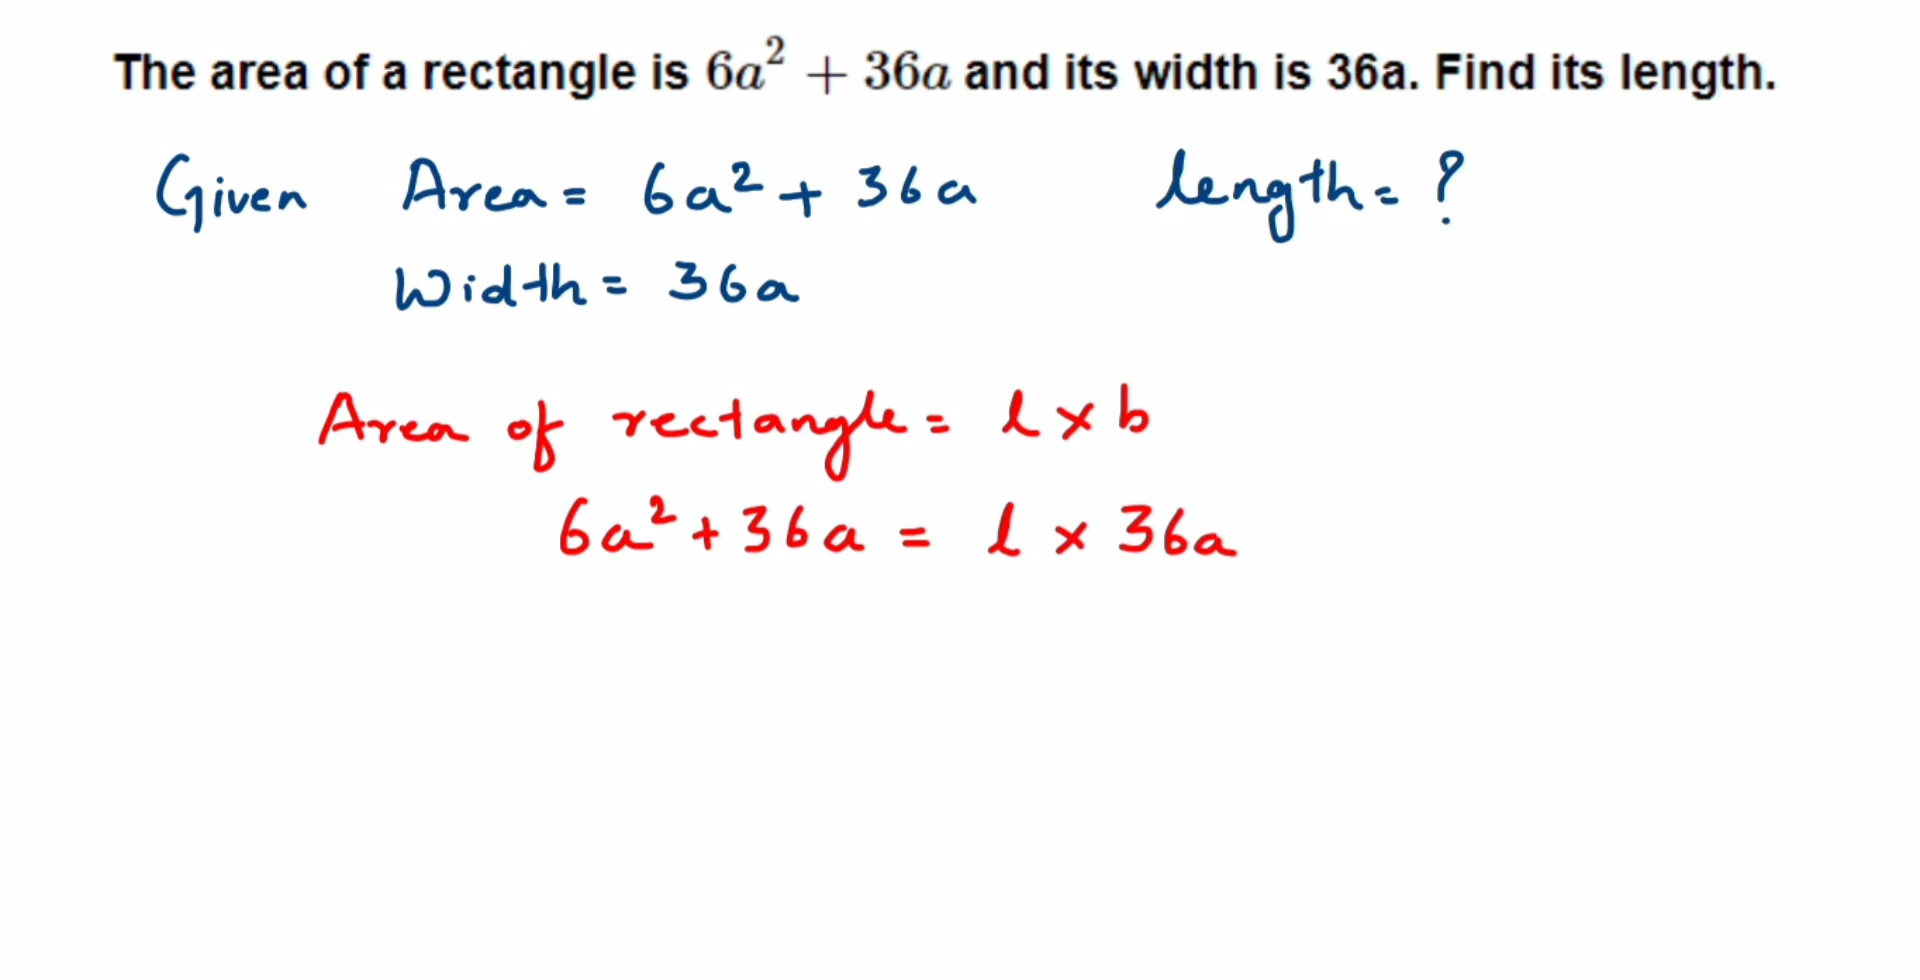 The area of a rectangle is 6a² + 36a and its width is 36a. Find its length.
Given Area = 6a² + 36a length = ?
Width = 36a
Area of rectangle = l × b
6a² + 36a = l × 36a